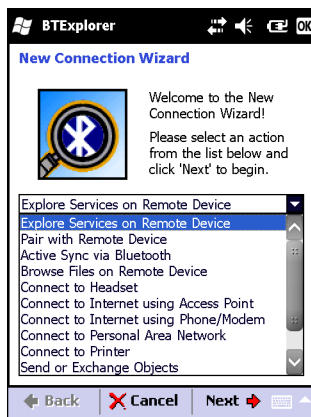 BTExplorer
OK
New Connection Wizard
Welcome to the New
Connection Wizard!
Please select an action
from the list below and
click 'Next' to begin.
Explore Services on Remote Device
Explore Services on Remote Device
Pair with Remote Device
Active Sync via Bluetooth
Browse Files on Remote Device
Connect to Headset
Connect to Internet using Access Point
Connect to Internet using Phone/Modem
Connect to Personal Area Network
Connect to Printer
Send or Exchange Objects
Back
Cancel
Next